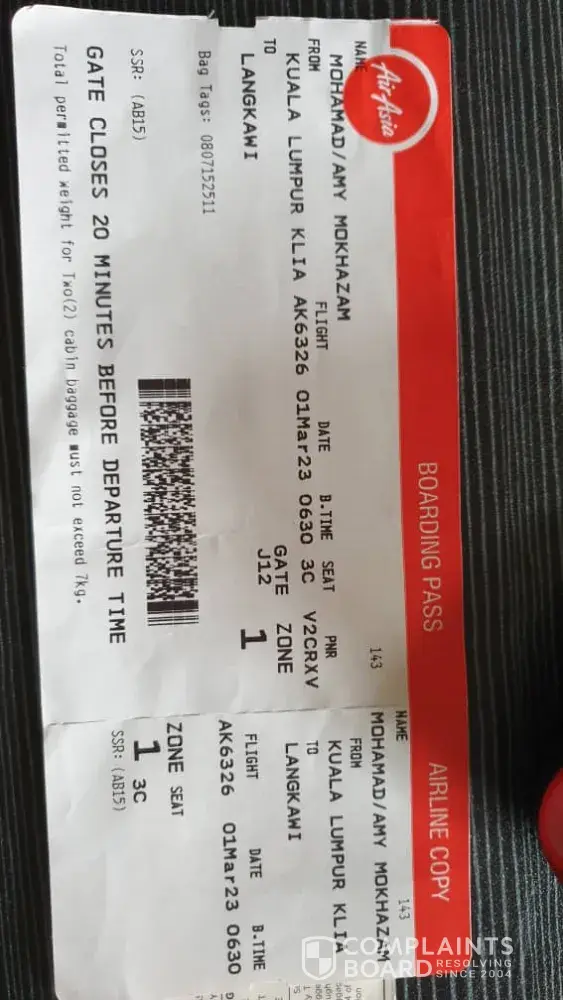 AirAsia
BOARDING PASS
143
NAME
MOHAMAD/AMY MOKHAZAM
FROM FLIGHT DATE B.TIME SEAT PNR
KUALA LUMPUR KLIA AK6326 01Mar23 0630 3C V2CRXV
TO GATE ZONE
LANGKAWI J12 1
Bag Tags: 0807152511
SSR: (AB15)
GATE CLOSES 20 MINUTES BEFORE DEPARTURE TIME
Total permitted weight for Two(2) cabin baggage must not exceed 7kg.
AIRLINE COPY
143
NAME
MOHAMAD/AMY MOKHAZAM
FROM
KUALA LUMPUR KLIA
TO
LANGKAWI
FLIGHT DATE B.TIME
AK6326 01Mar23 0630
ZONE SEAT
1 3C
SSR: (AB15)
COMPLAINTS
BOARD RESOLVING
SINCE 2004